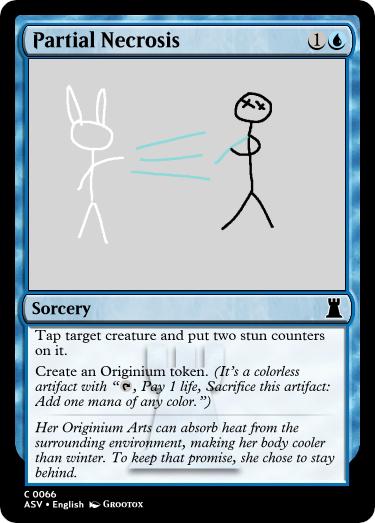 Partial Necrosis 1
Sorcery
Tap target creature and put two stun counters
on it.
Create an Originium token. (It's a colorless
artifact with “, Pay 1 life, Sacrifice this artifact:
Add one mana of any color.”)
Her Originium Arts can absorb heat from the
surrounding environment, making her body cooler
than winter. To keep that promise, she chose to stay
behind.
C 0066
ASV • English GROOTOX